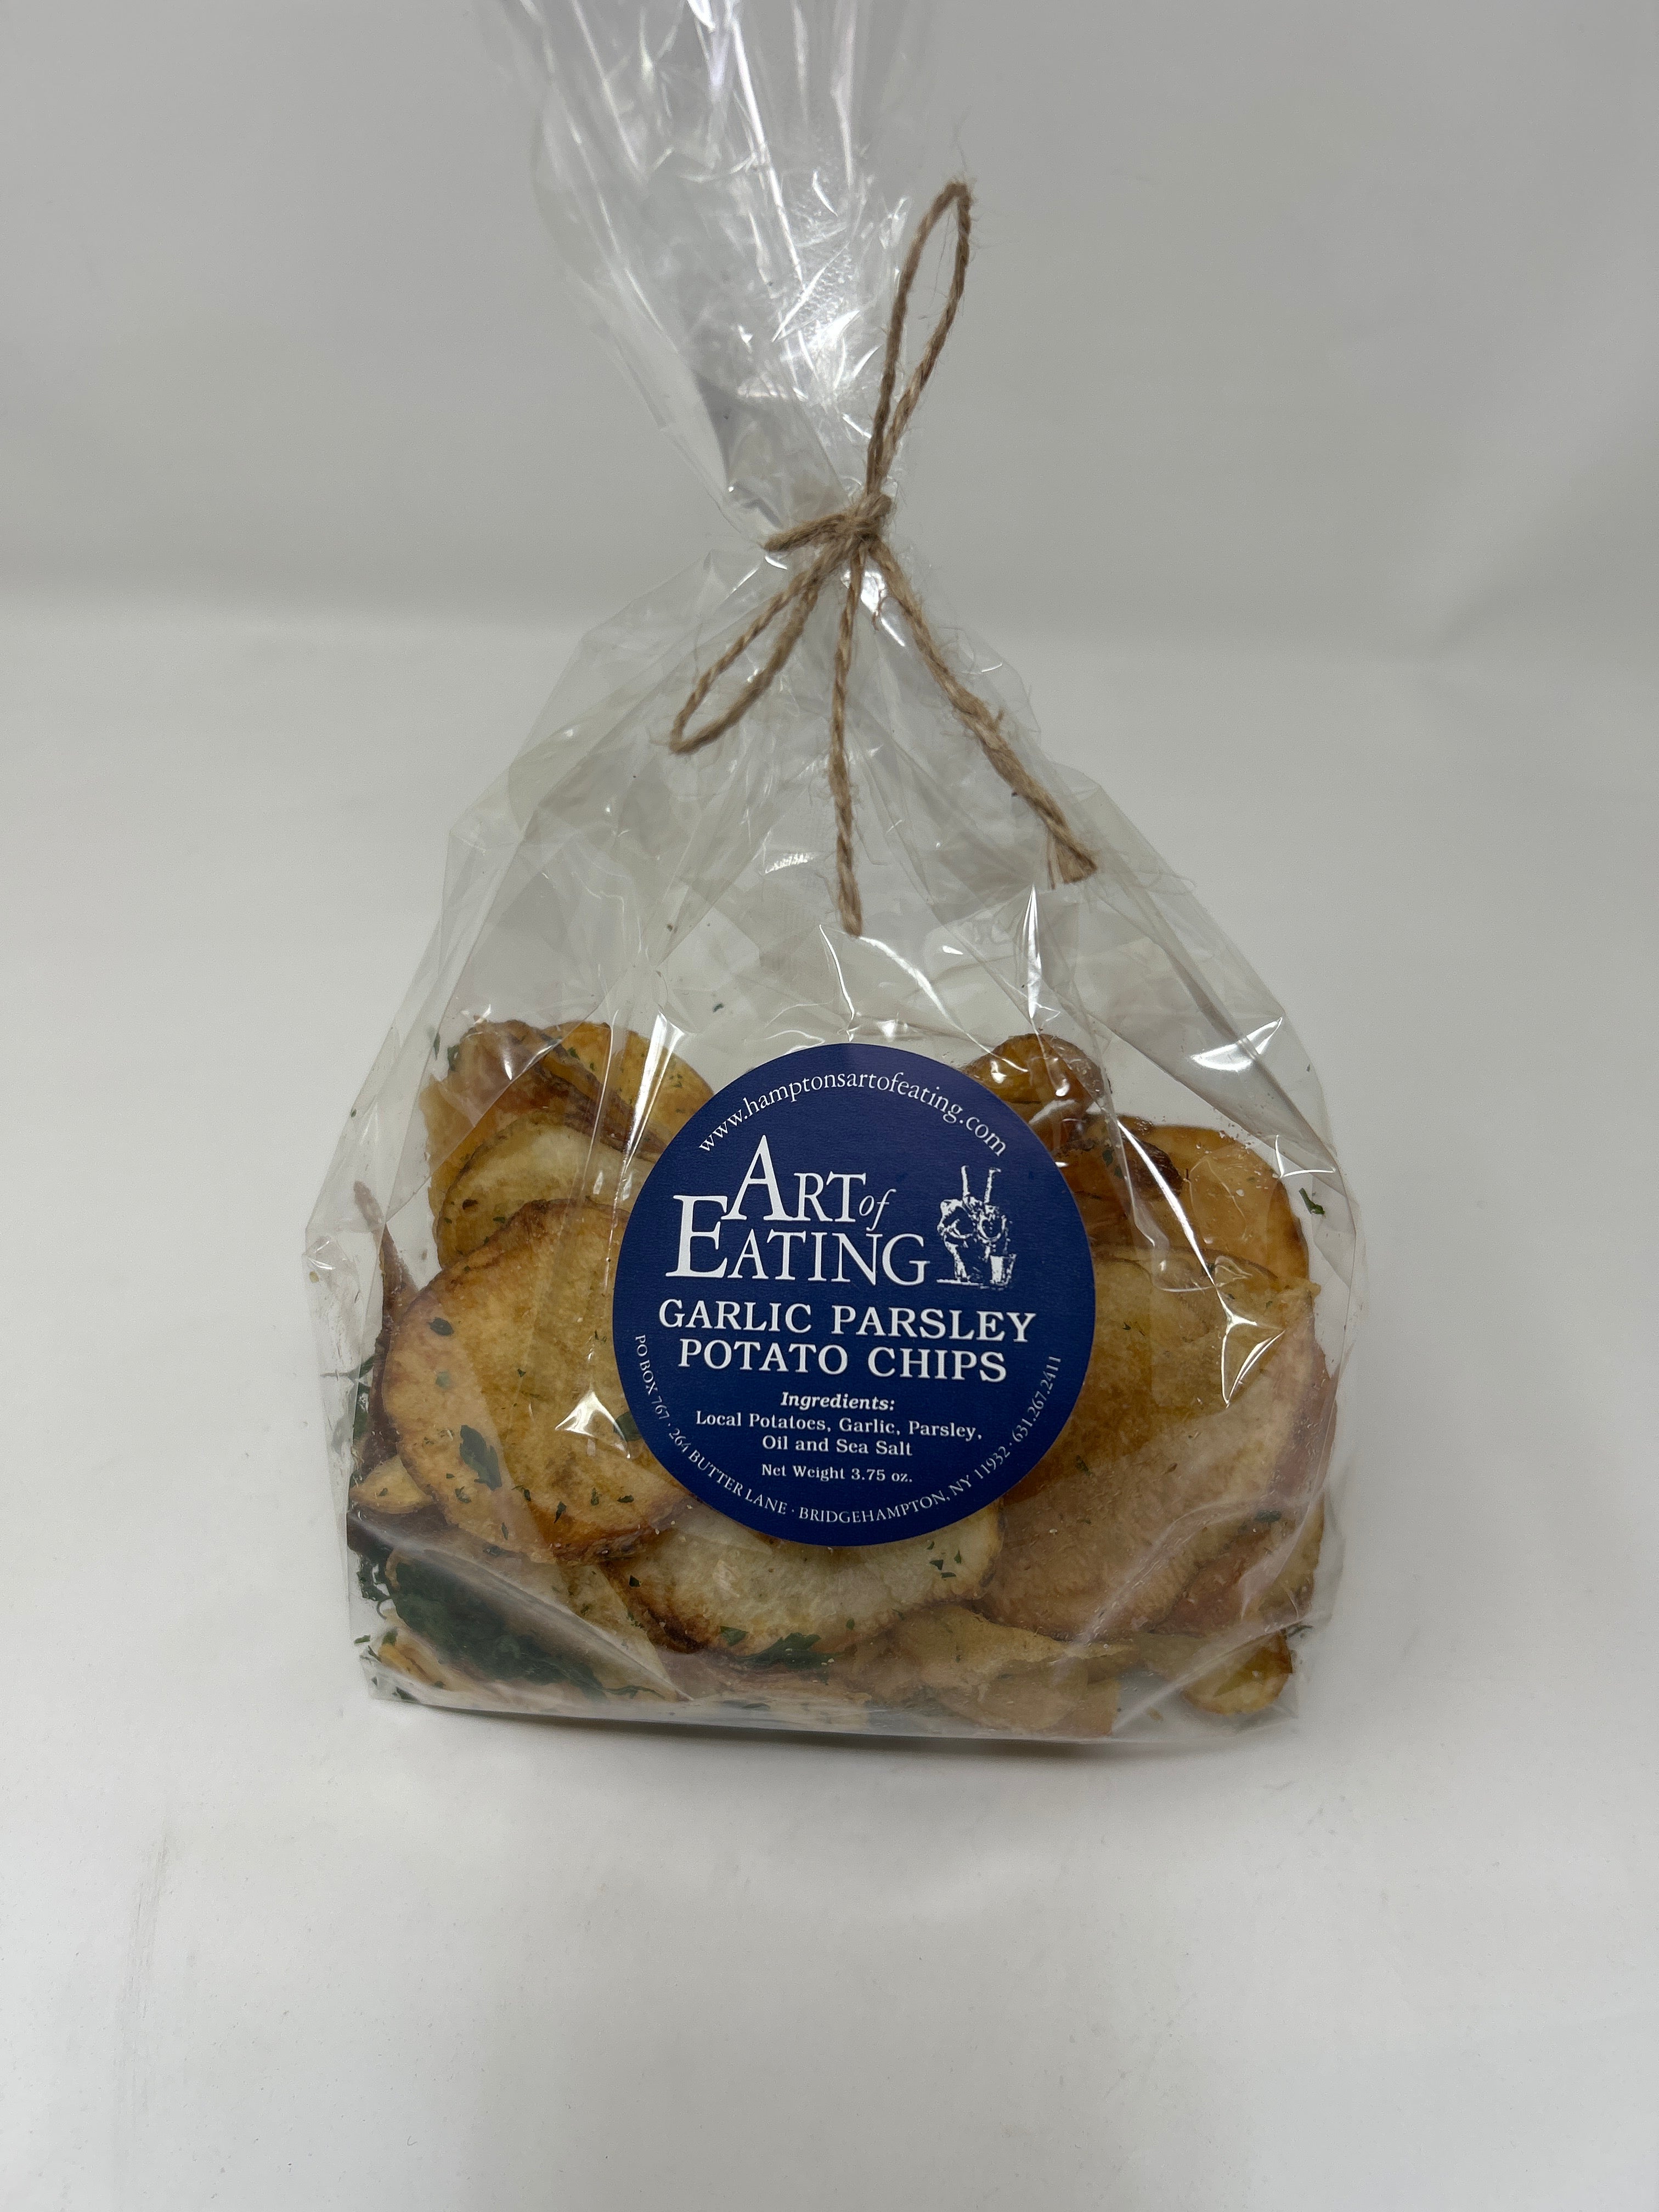 www.hamptonsartofeating.com
ART of
EATING
GARLIC PARSLEY
POTATO CHIPS
Ingredients:
Local Potatoes, Garlic, Parsley,
Oil and Sea Salt
Net Weight 3.75 oz.
PO BOX 767 · 264 BUTTER LANE · BRIDGEHAMPTON, NY 11932 · 631.267.2411